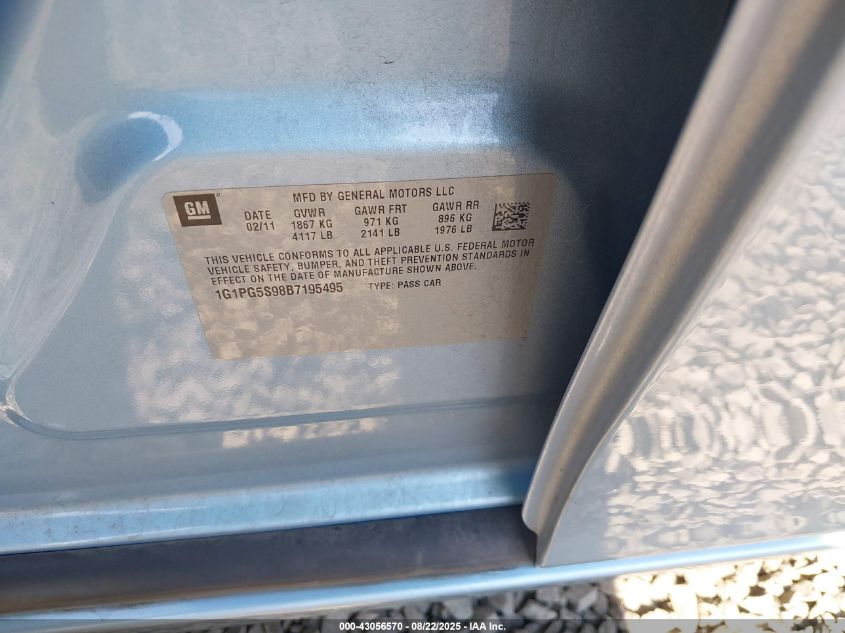 GM
MFD BY GENERAL MOTORS LLC
DATE GVWR GAWR FRT GAWR RR
02/11 1867 KG 971 KG 896 KG
4117 LB 2141 LB 1976 LB
THIS VEHICLE CONFORMS TO ALL APPLICABLE U.S. FEDERAL MOTOR
VEHICLE SAFETY, BUMPER, AND THEFT PREVENTION STANDARDS IN
EFFECT ON THE DATE OF MANUFACTURE SHOWN ABOVE.
1G1PG5S98B7195495 TYPE: PASS CAR
000-43056570 - 08/22/2025 - IAA Inc.